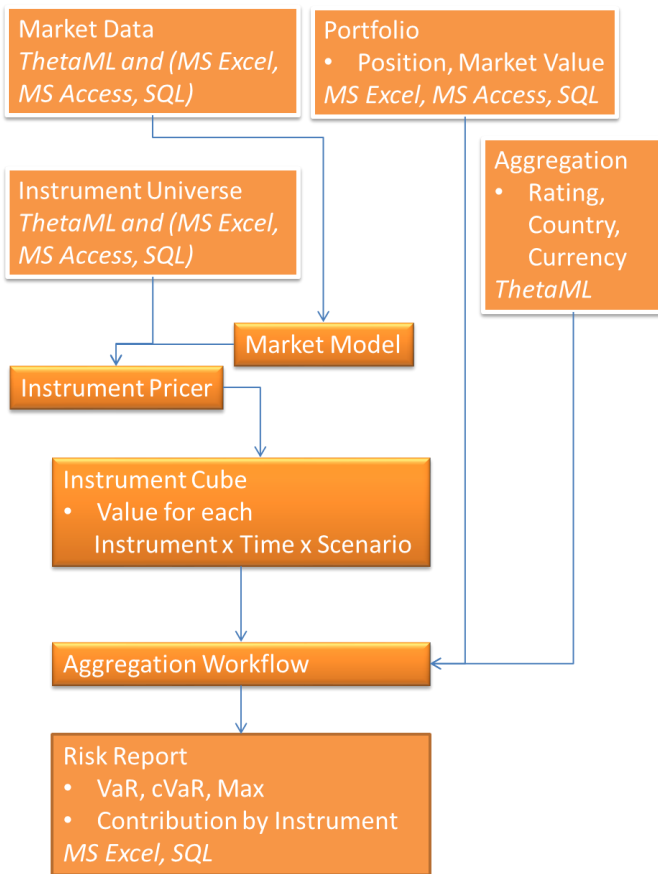 Market Data
ThetaML and (MS Excel,
MS Access, SQL)
Portfolio
• Position, Market Value
MS Excel, MS Access, SQL
Aggregation
• Rating,
Country,
Currency
ThetaML
Instrument Universe
ThetaML and (MS Excel,
MS Access, SQL)
Market Model
Instrument Pricer
Instrument Cube
• Value for each
Instrument x Time x Scenario
Aggregation Workflow
Risk Report
• VaR, cVaR, Max
• Contribution by Instrument
MS Excel, SQL